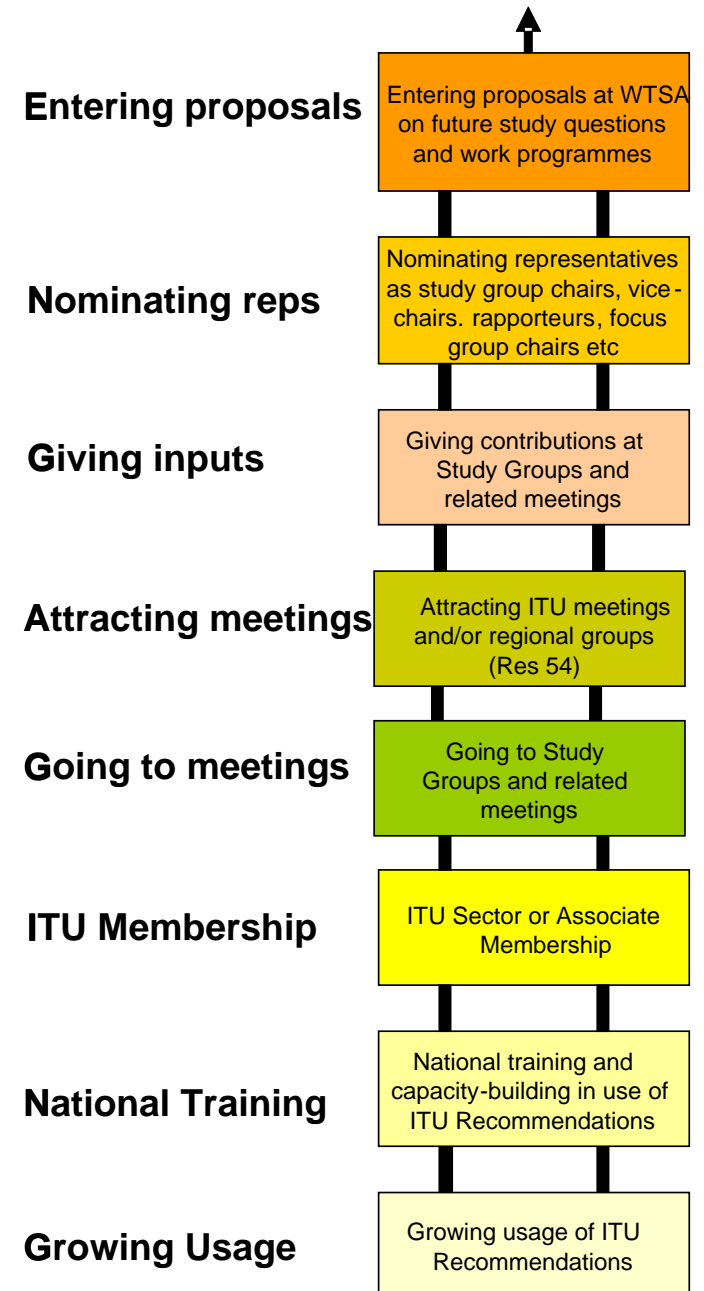 Entering proposals
Entering proposals at WTSA
on future study questions
and work programmes
Nominating reps
Nominating representatives
as study group chairs, vice-
chairs. rapporteurs, focus
group chairs etc
Giving inputs
Giving contributions at
Study Groups and
related meetings
Attracting meetings
Attracting ITU meetings
and/or regional groups
(Res 54)
Going to meetings
Going to Study
Groups and related
meetings
ITU Membership
ITU Sector or Associate
Membership
National Training
National training and
capacity-building in use of
ITU Recommendations
Growing Usage
Growing usage of ITU
Recommendations